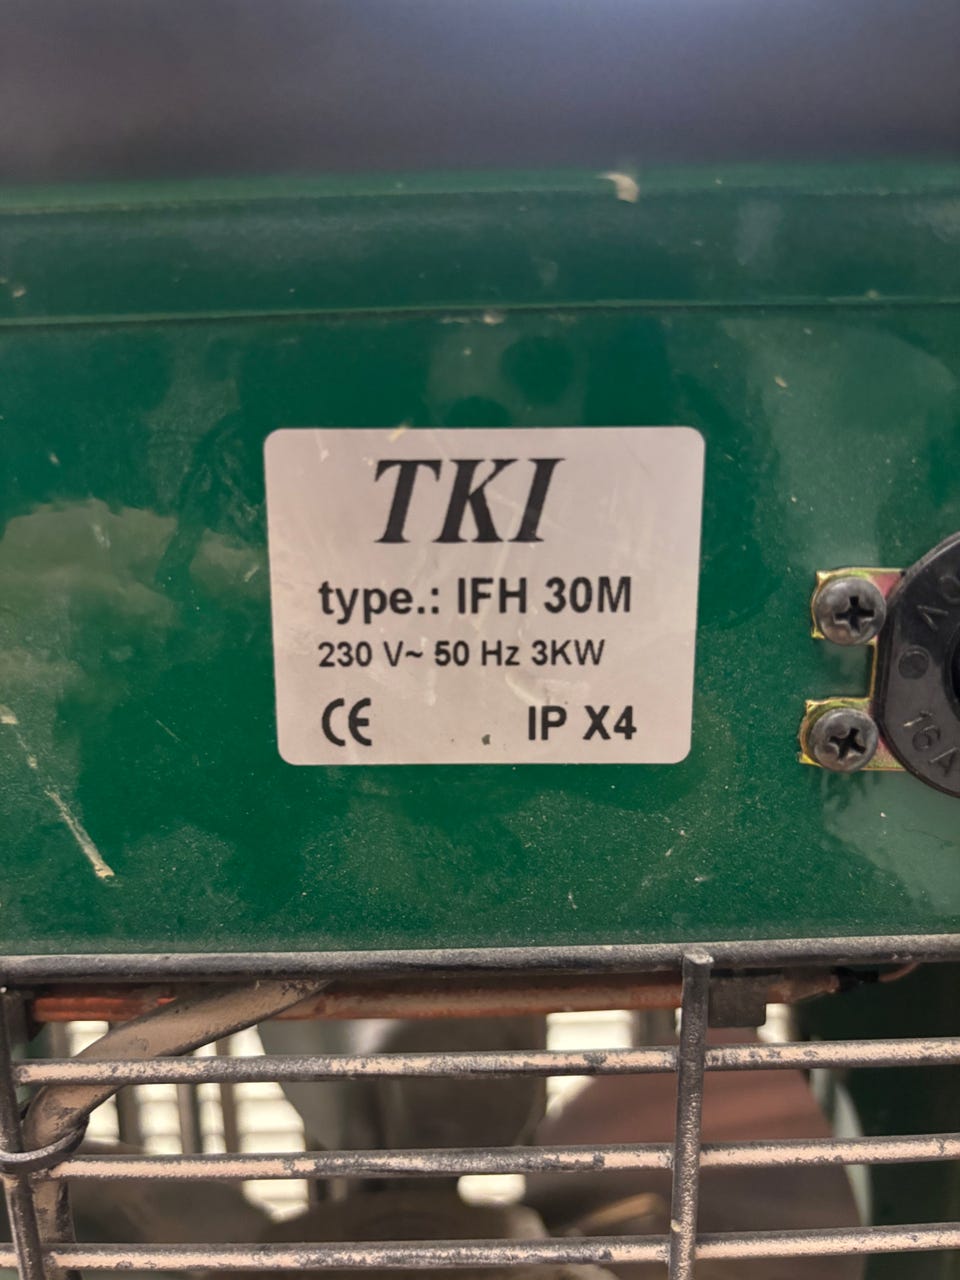 TKI
type.: IFH 30M
230 V~ 50 Hz 3KW
CE IP X4
16A